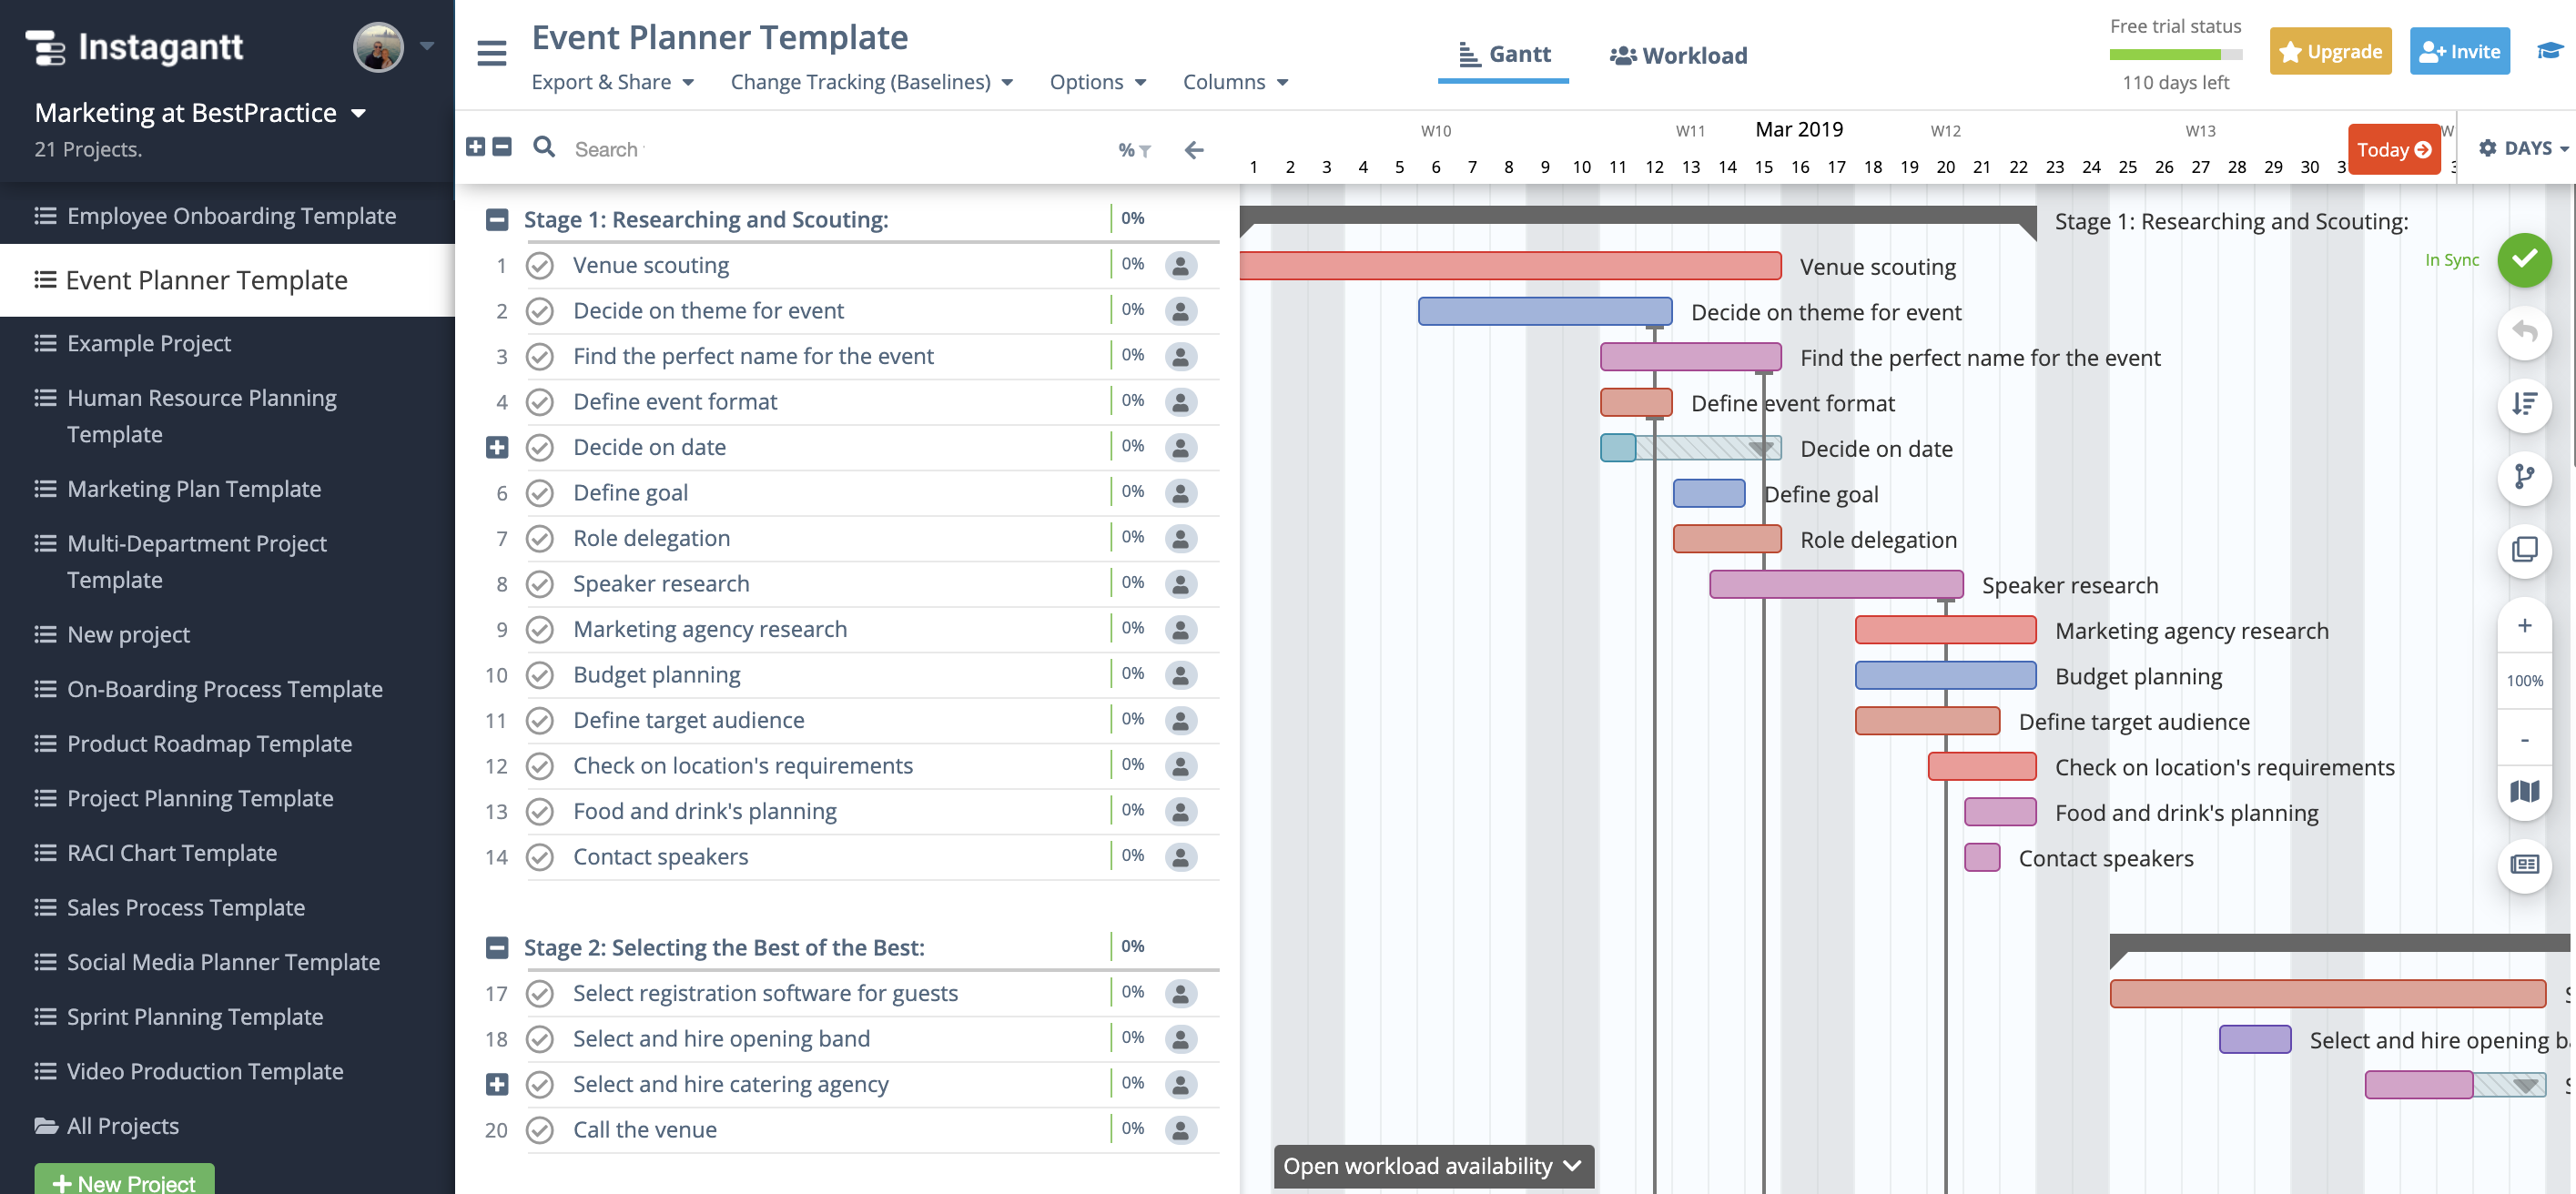 Instagantt
Marketing at BestPractice
21 Projects.
Employee Onboarding Template
Event Planner Template
Example Project
Human Resource Planning
Template
Marketing Plan Template
Multi-Department Project
Template
New project
On-Boarding Process Template
Product Roadmap Template
Project Planning Template
RACI Chart Template
Sales Process Template
Social Media Planner Template
Sprint Planning Template
Video Production Template
All Projects
+ New Project
Event Planner Template
Export & Share
Change Tracking (Baselines)
Options
Columns
Gantt
Workload
Free trial status
110 days left
Upgrade
Invite
Search
%
W10 W11 Mar 2019 W12 W13 W
1 2 3 4 5 6 7 8 9 10 11 12 13 14 15 16 17 18 19 20 21 22 23 24 25 26 27 28 29 30 3
Today
DAYS
Stage 1: Researching and Scouting: 0%
1 Venue scouting 0%
2 Decide on theme for event 0%
3 Find the perfect name for the event 0%
4 Define event format 0%
Decide on date 0%
6 Define goal 0%
7 Role delegation 0%
8 Speaker research 0%
9 Marketing agency research 0%
10 Budget planning 0%
11 Define target audience 0%
12 Check on location's requirements 0%
13 Food and drink's planning 0%
14 Contact speakers 0%
Stage 2: Selecting the Best of the Best: 0%
17 Select registration software for guests 0%
18 Select and hire opening band 0%
Select and hire catering agency 0%
20 Call the venue 0%
Stage 1: Researching and Scouting:
Venue scouting
Decide on theme for event
Find the perfect name for the event
Define event format
Decide on date
Define goal
Role delegation
Speaker research
Marketing agency research
Budget planning
Define target audience
Check on location's requirements
Food and drink's planning
Contact speakers
Select and hire opening
In Sync
+
100%
-
Open workload availability